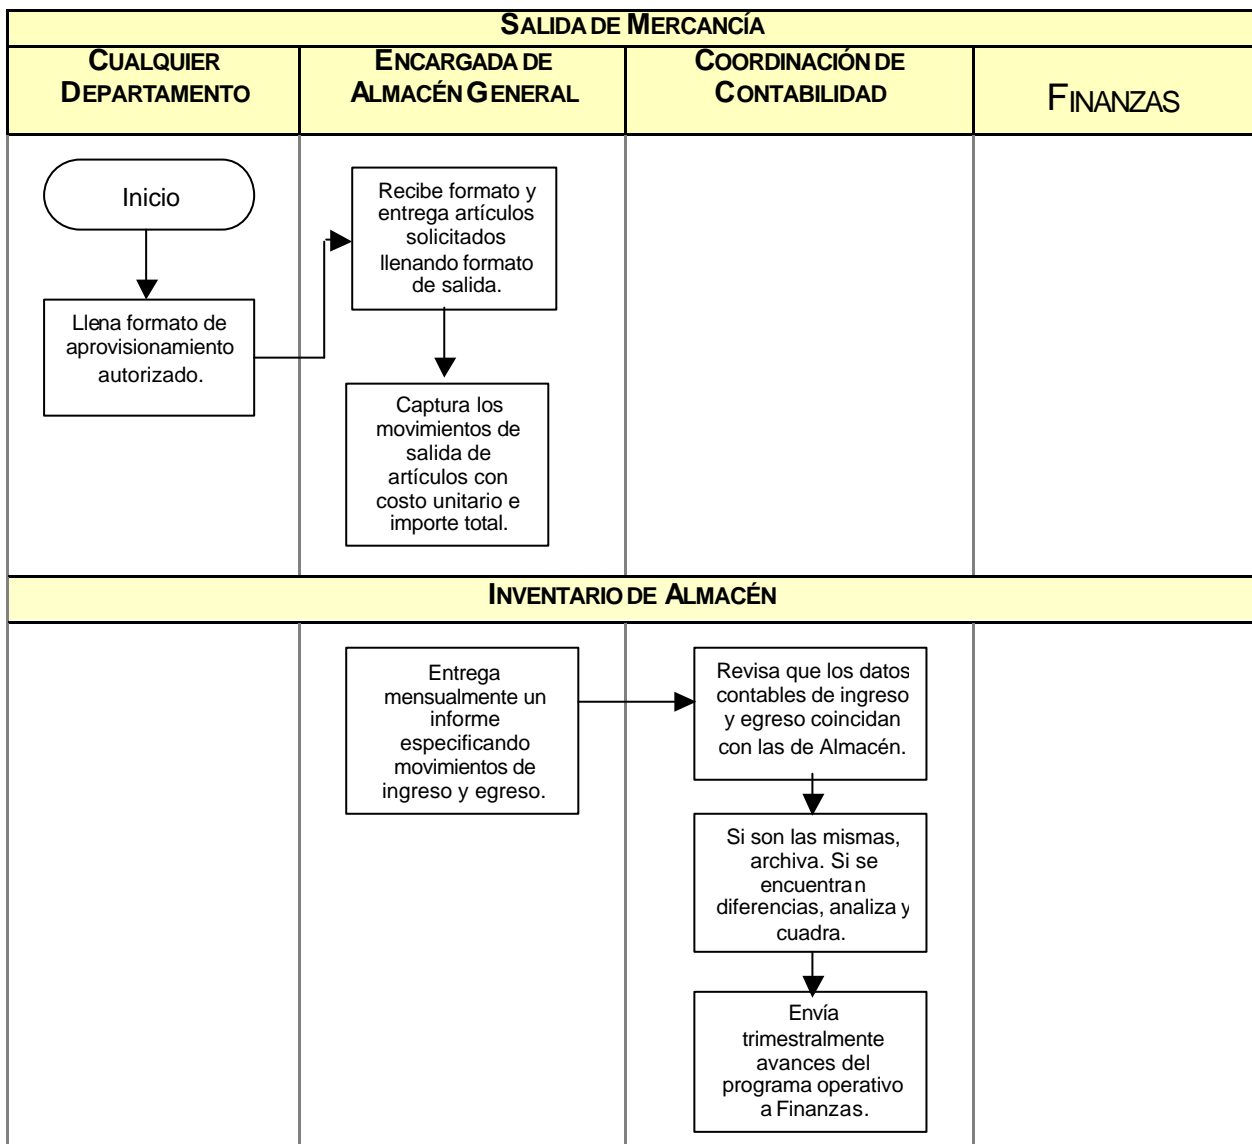 SALIDA DE MERCANCÍA
CUALQUIER
DEPARTAMENTO
ENCARGADA DE
ALMACÉN GENERAL
COORDINACIÓN DE
CONTABILIDAD
FINANZAS
Inicio
Llena formato de
aprovisionamiento
autorizado.
Recibe formato y
entrega artículos
solicitados
llenando formato
de salida.
Captura los
movimientos de
salida de
artículos con
costo unitario e
importe total.
INVENTARIO DE ALMACÉN
Entrega
mensualmente un
informe
especificando
movimientos de
ingreso y egreso.
Revisa que los datos
contables de ingreso
y egreso coincidan
con las de Almacén.
Si son las mismas,
archiva. Si se
encuentran
diferencias, analiza y
cuadra.
Envía
trimestralmente
avances del
programa operativo
a Finanzas.